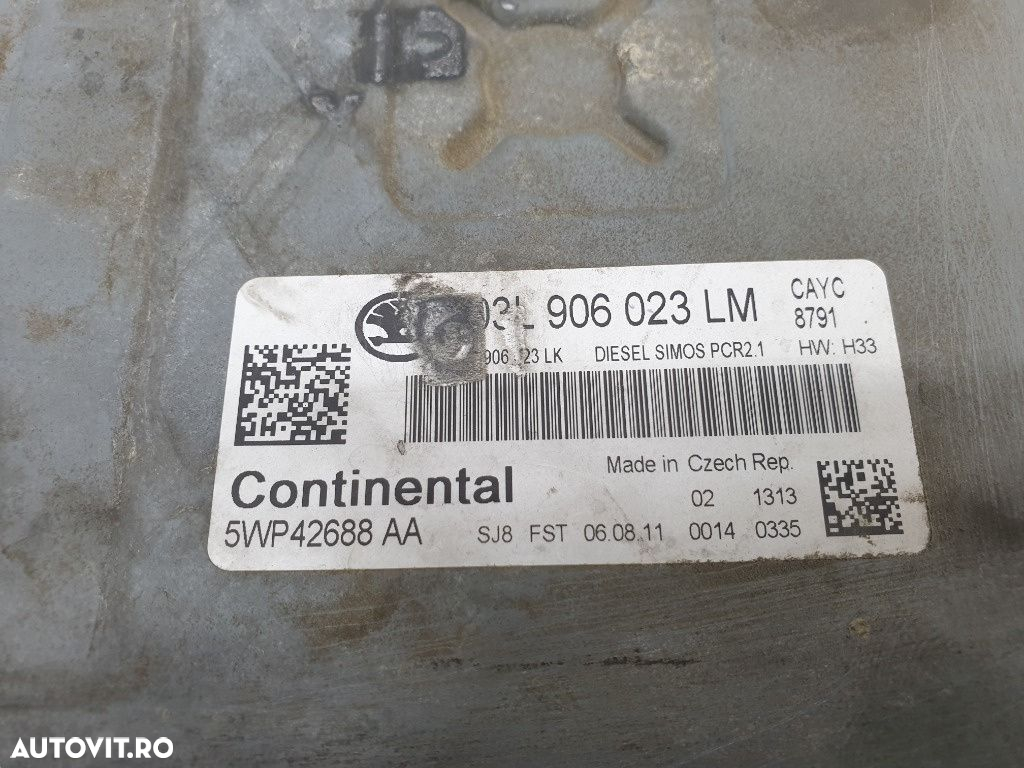 03L 906 023 LM CAYC
8791
906 023 LK DIESEL SIMOS PCR2.1 HW: H33
Continental Made in Czech Rep.
02 1313
5WP42688 AA SJ8 FST 06.08.11 0014 0335
AUTOVIT.RO